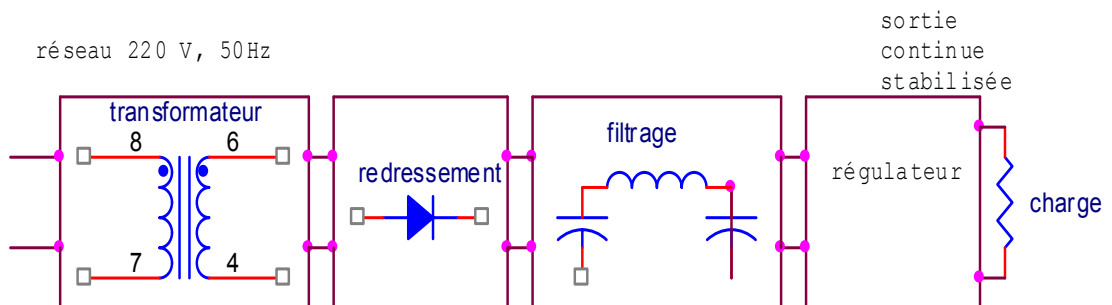 réseau 220 V, 50Hz
sortie
continue
stabilisée
transformateur
8
6
7
4
redressement
filtrage
régulateur
charge